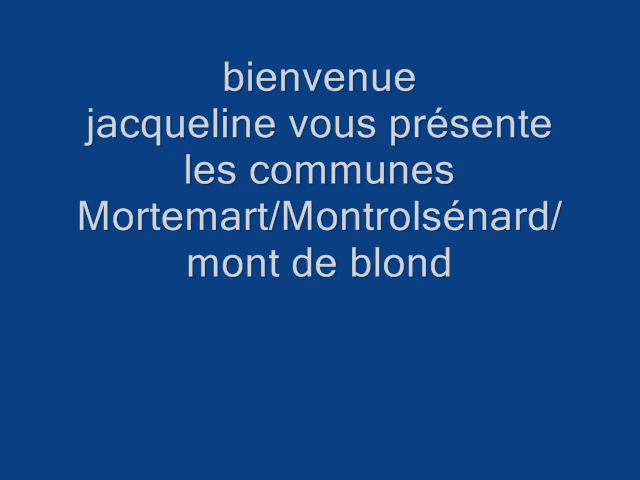 bienvenue
jacqueline vous présente
les communes
Mortemart/Montrolsénard/
mont de blond